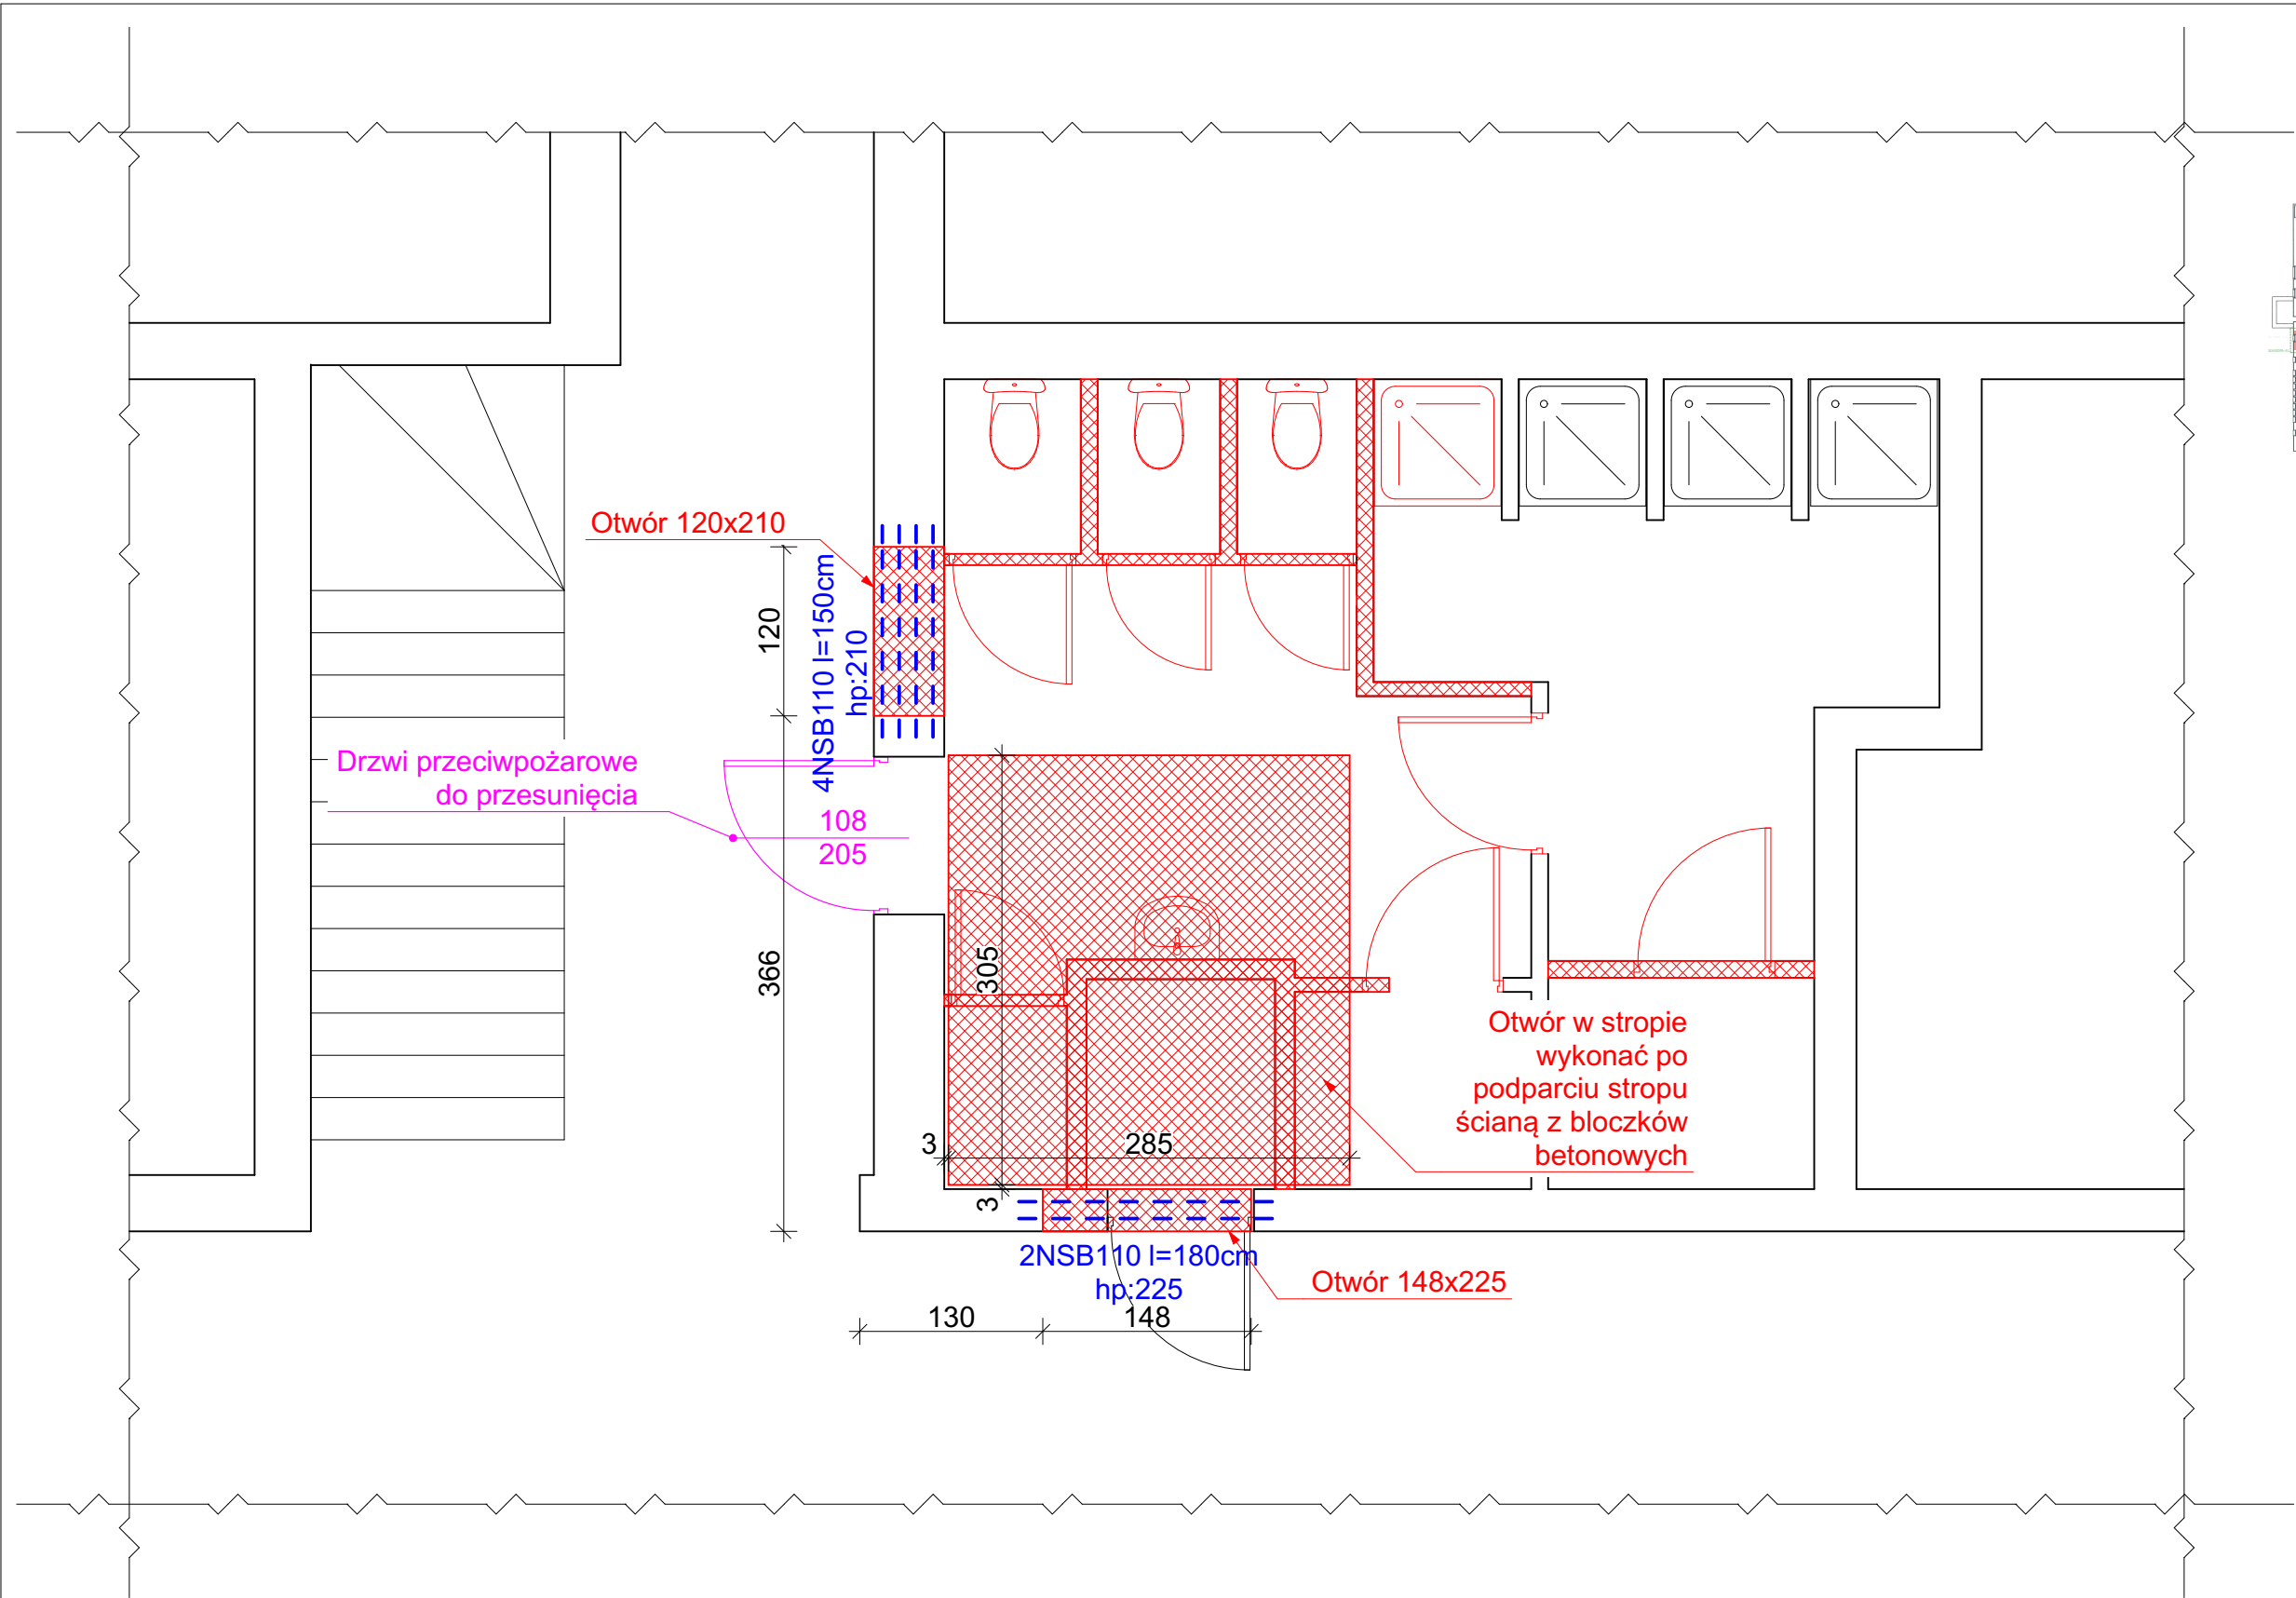 Otwór 120x210
120
4NSB110 l=150cm
hp:210
Drzwi przeciwpożarowe
do przesunięcia
108
205
366
305
Otwór w stropie
wykonać po
podparciu stropu
ścianą z bloczków
betonowych
3
285
3
2NSB110 l=180cm
hp:225
Otwór 148x225
130
148